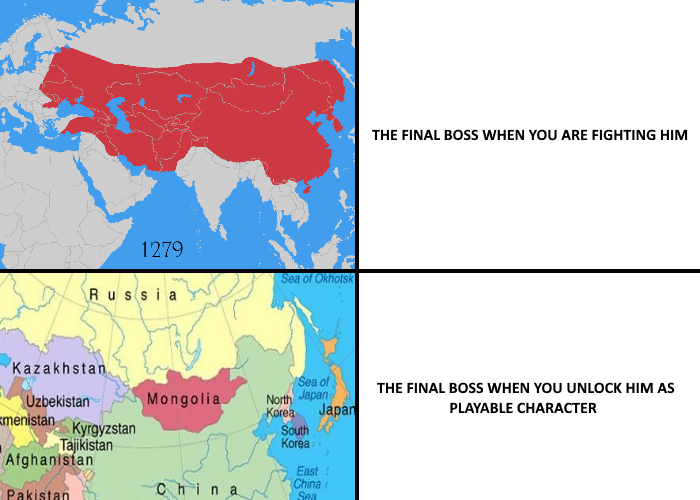 1279
THE FINAL BOSS WHEN YOU ARE FIGHTING HIM
Sea of Okhotsk
Russia
Kazakhstan
Mongolia
Sea of
Japan
North
Korea
Japan
Uzbekistan
kmenistan
Kyrgyzstan
South
Korea
Tajikistan
Afghanistan
East
China
Sea
China
Pakistan
THE FINAL BOSS WHEN YOU UNLOCK HIM AS
PLAYABLE CHARACTER